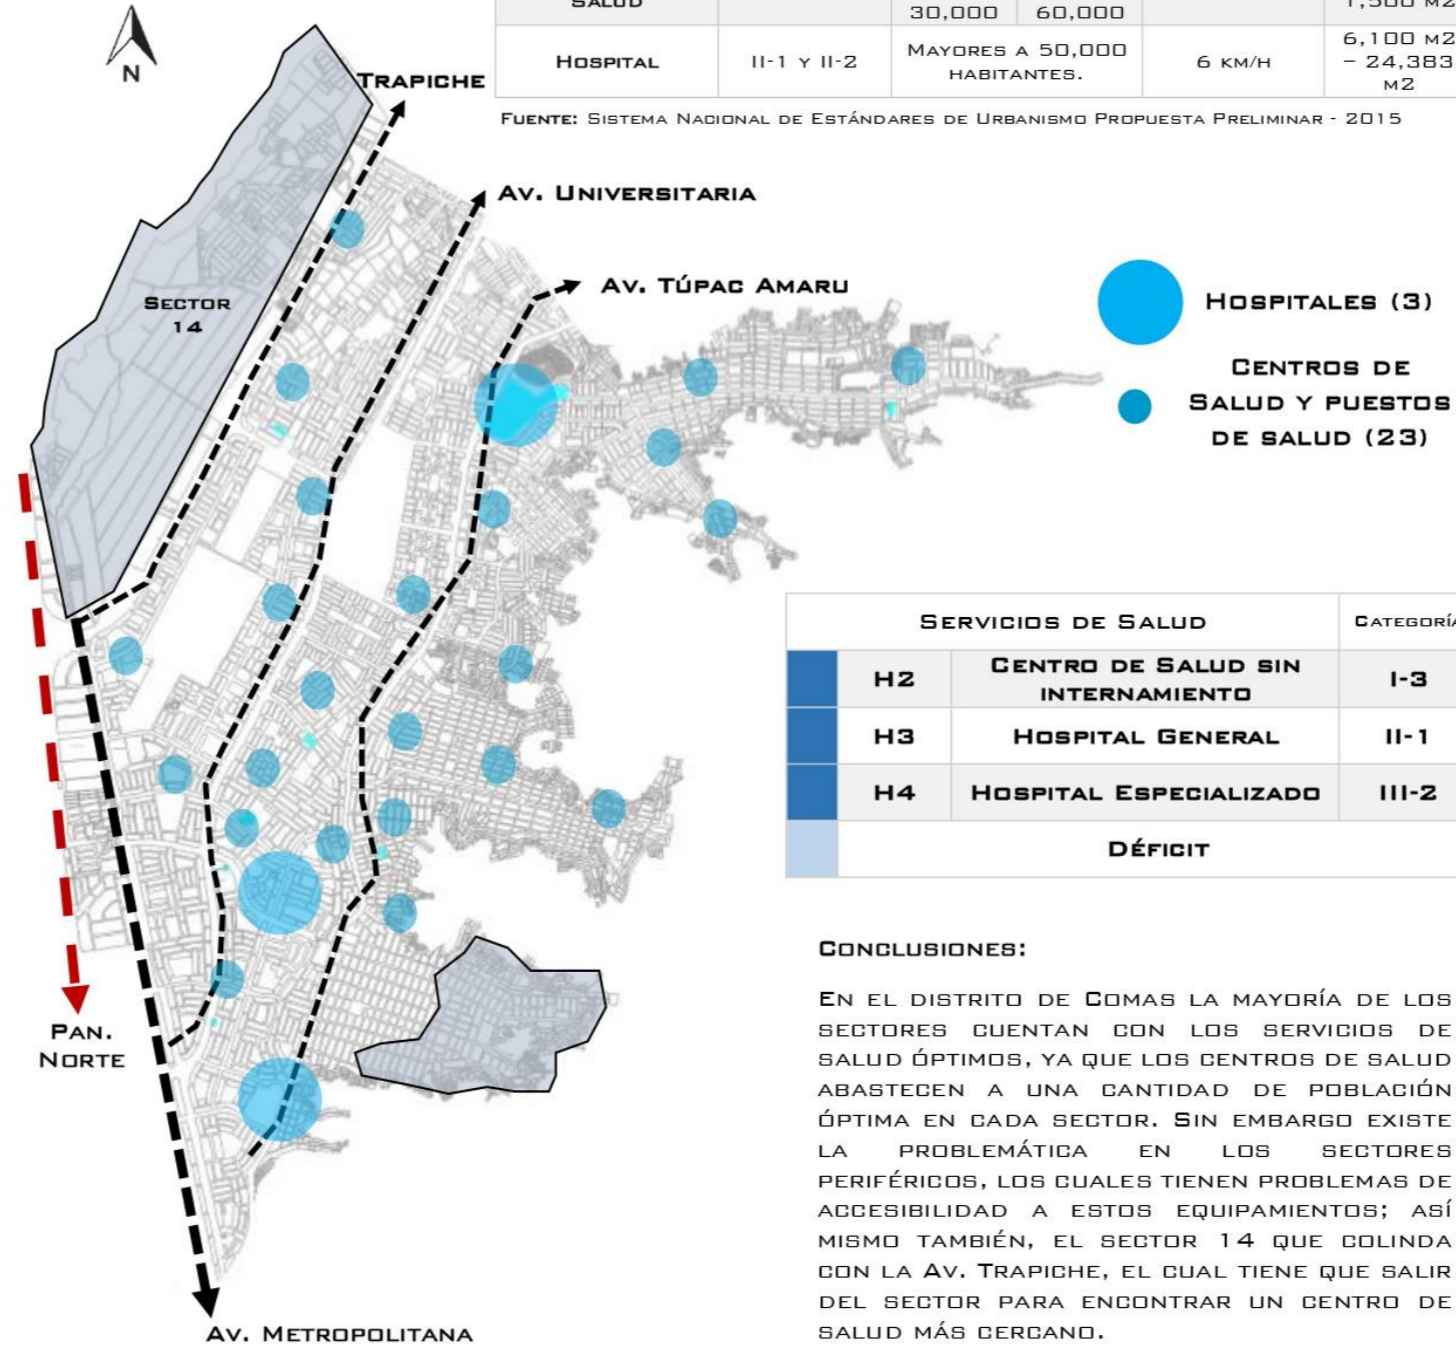 SALUD
30,000 60,000
1,500 M2
HOSPITAL II-1 Y II-2 MAYORES A 50,000 HABITANTES. 6 KM/H 6,100 M2 – 24,383 M2
FUENTE: SISTEMA NACIONAL DE ESTÁNDARES DE URBANISMO PROPUESTA PRELIMINAR - 2015
N
TRAPICHE
AV. UNIVERSITARIA
AV. TÚPAC AMARU
SECTOR
14
HOSPITALES (3)
CENTROS DE
SALUD Y PUESTOS
DE SALUD (23)
PAN.
NORTE
AV. METROPOLITANA
SERVICIOS DE SALUD CATEGORÍA
H2 CENTRO DE SALUD SIN INTERNAMIENTO I-3
H3 HOSPITAL GENERAL II-1
H4 HOSPITAL ESPECIALIZADO III-2
DÉFICIT
CONCLUSIONES:
EN EL DISTRITO DE COMAS LA MAYORÍA DE LOS
SECTORES CUENTAN CON LOS SERVICIOS DE
SALUD ÓPTIMOS, YA QUE LOS CENTROS DE SALUD
ABASTECEN A UNA CANTIDAD DE POBLACIÓN
ÓPTIMA EN CADA SECTOR. SIN EMBARGO EXISTE
LA PROBLEMÁTICA EN LOS SECTORES
PERIFÉRICOS, LOS CUALES TIENEN PROBLEMAS DE
ACCESIBILIDAD A ESTOS EQUIPAMIENTOS; ASÍ
MISMO TAMBIÉN, EL SECTOR 14 QUE COLINDA
CON LA AV. TRAPICHE, EL CUAL TIENE QUE SALIR
DEL SECTOR PARA ENCONTRAR UN CENTRO DE
SALUD MÁS CERCANO.